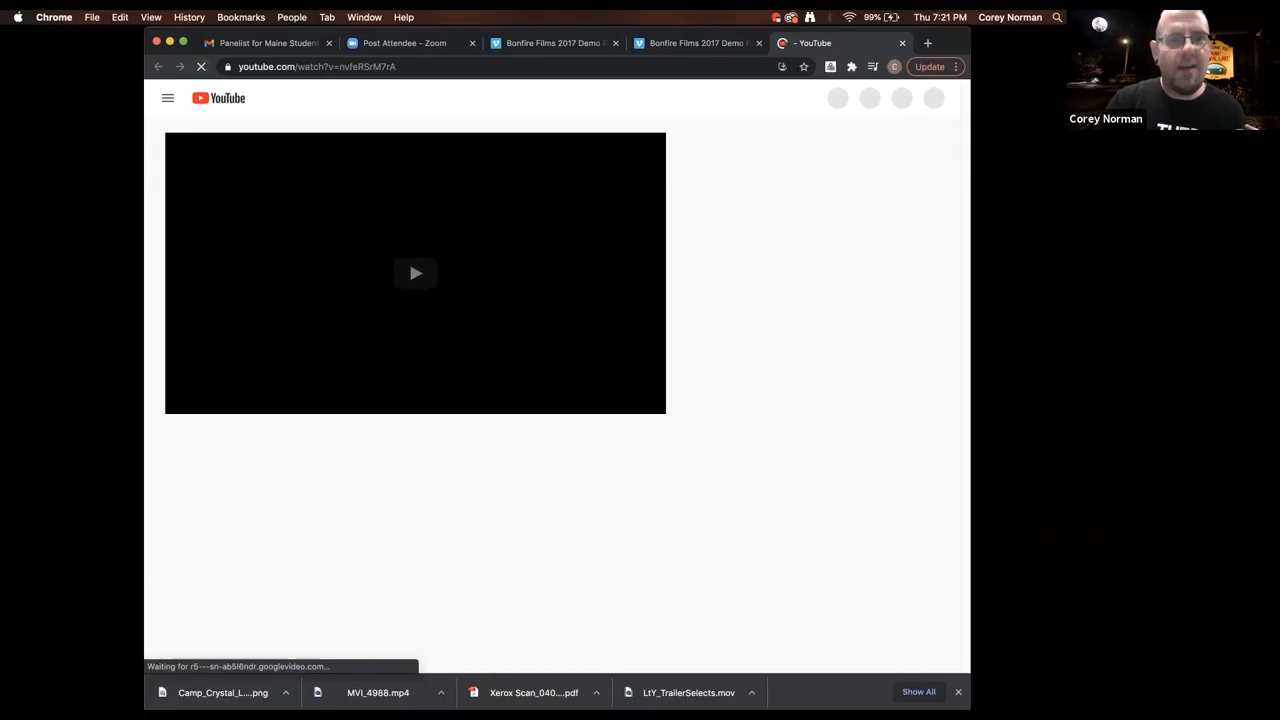 Chrome File Edit View History Bookmarks People Tab Window Help 99% Thu 7:21 PM Corey Norman
Panelist for Maine Studen Post Attendee - Zoom Bonfire Films 2017 Demo R Bonfire Films 2017 Demo R - YouTube
youtube.com/watch?v=nvfeRSrM7rA C Update
YouTube
Corey Norman
Waiting for r5---sn-ab5l6ndr.googlevideo.com...
Camp_Crystal_L....png MVI_4988.mp4 Xerox Scan_040....pdf LtY_TrailerSelects.mov Show All